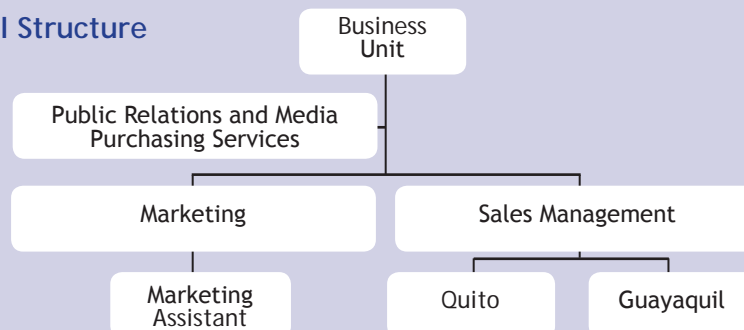 l Structure
Business
Unit
Public Relations and Media
Purchasing Services
Marketing
Sales Management
Marketing
Assistant
Quito
Guayaquil